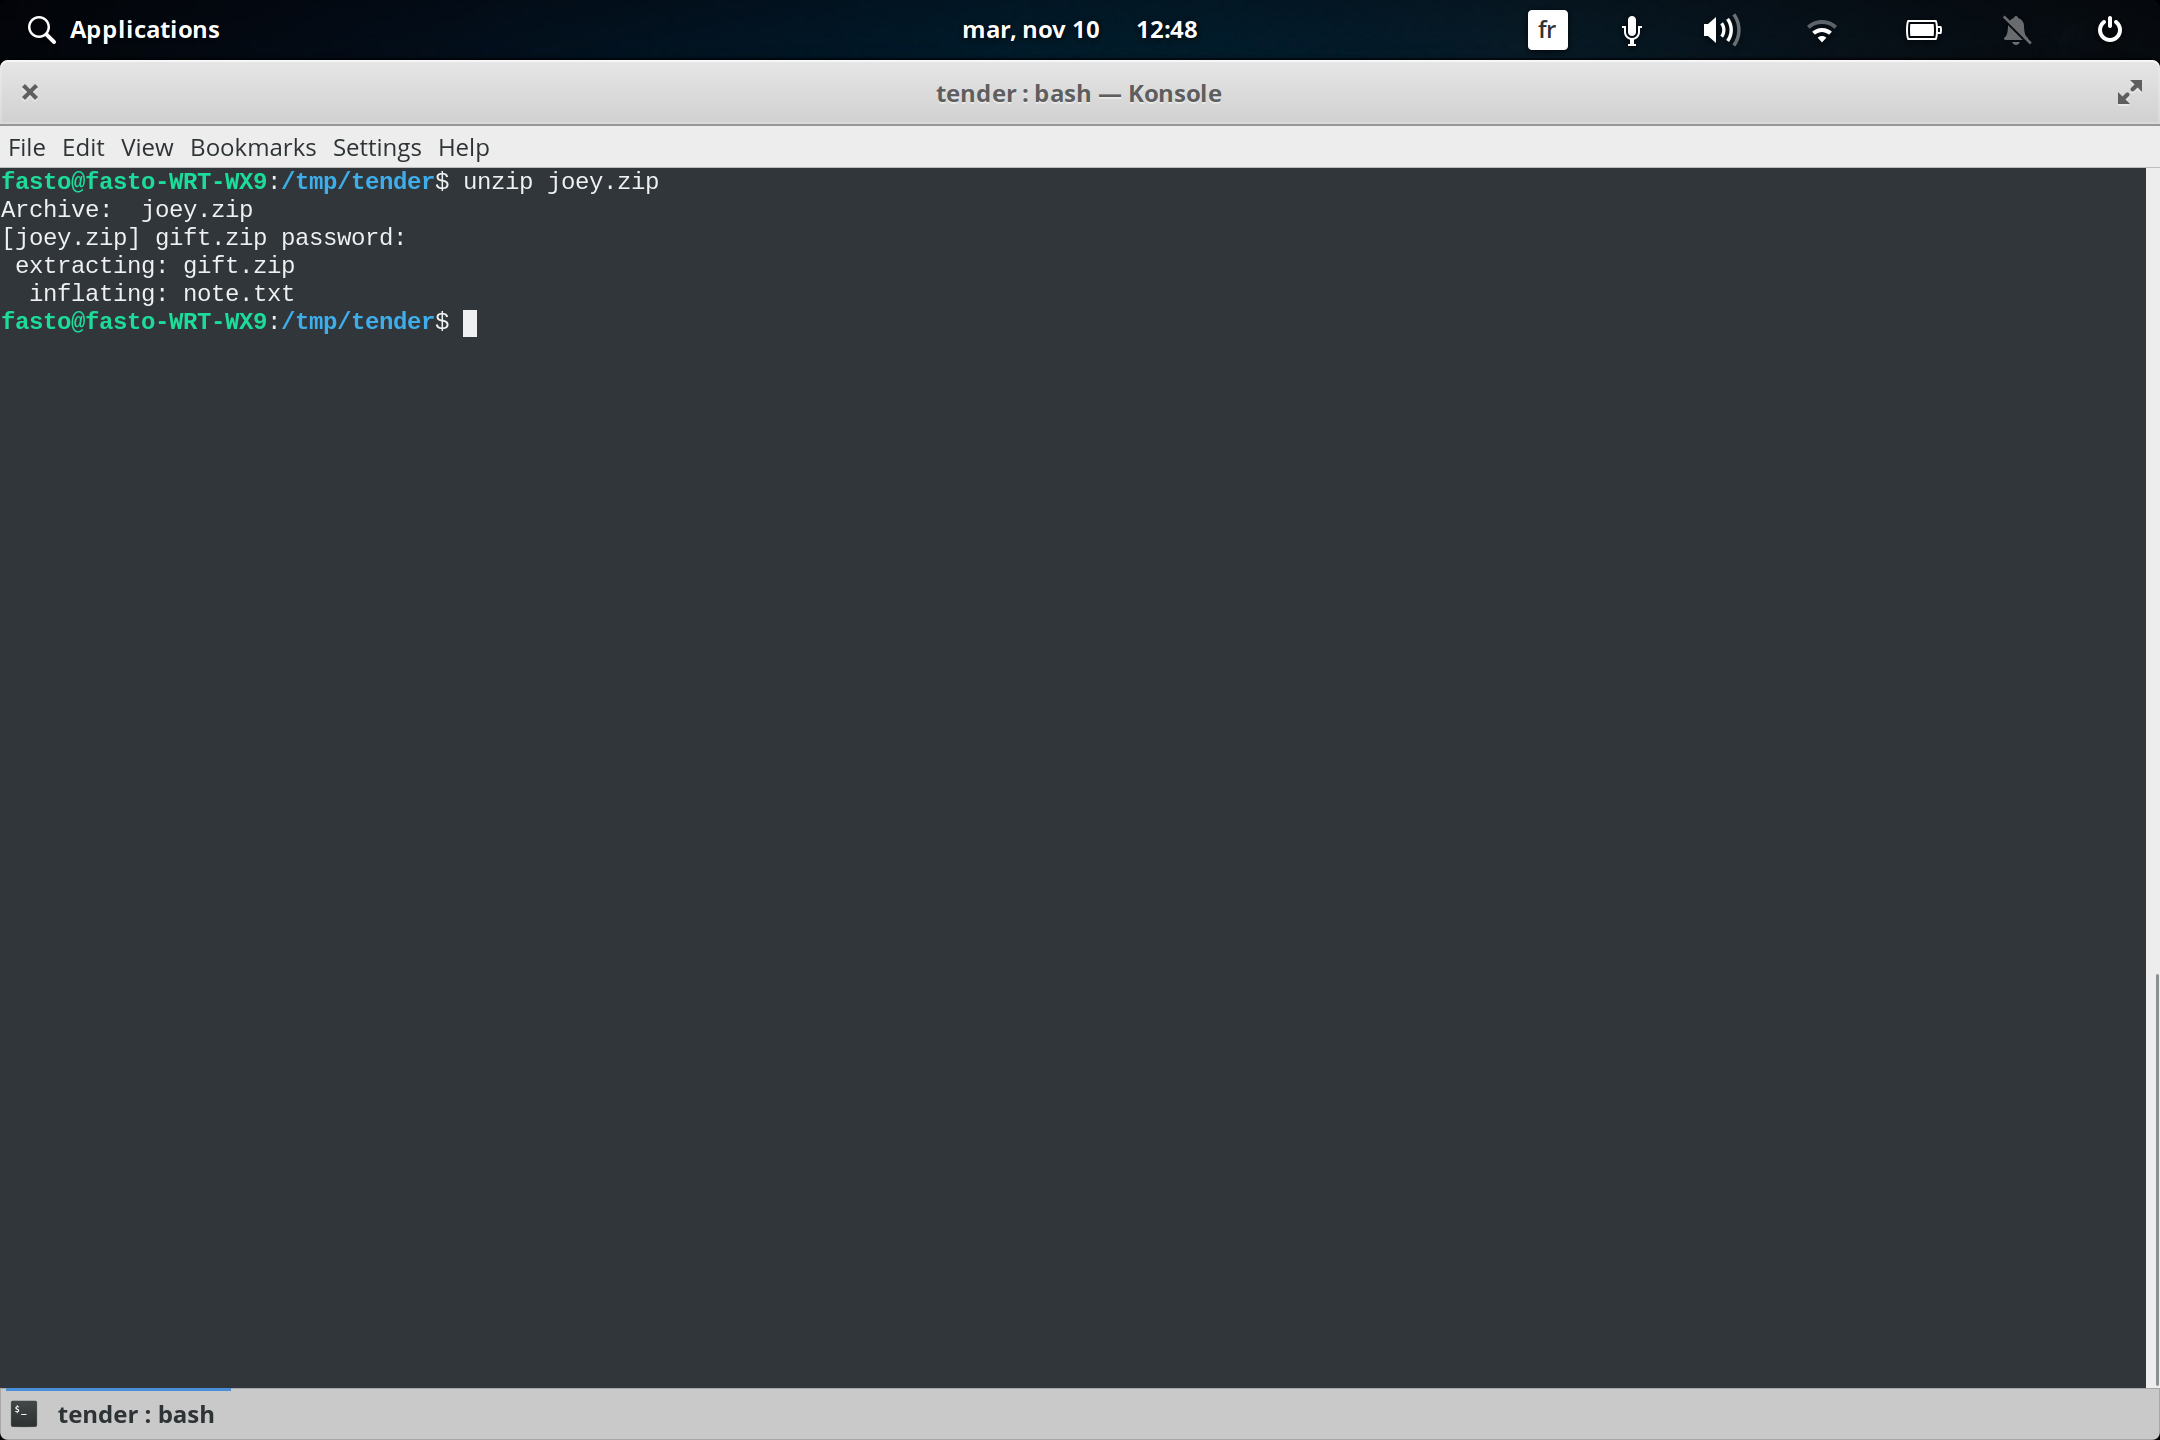 Applications mar, nov 10 12:48 fr
tender : bash — Konsole
File Edit View Bookmarks Settings Help
fasto@fasto-WRT-WX9:/tmp/tender$ unzip joey.zip
Archive:  joey.zip
[joey.zip] gift.zip password:
 extracting: gift.zip
  inflating: note.txt
fasto@fasto-WRT-WX9:/tmp/tender$
$_ tender : bash